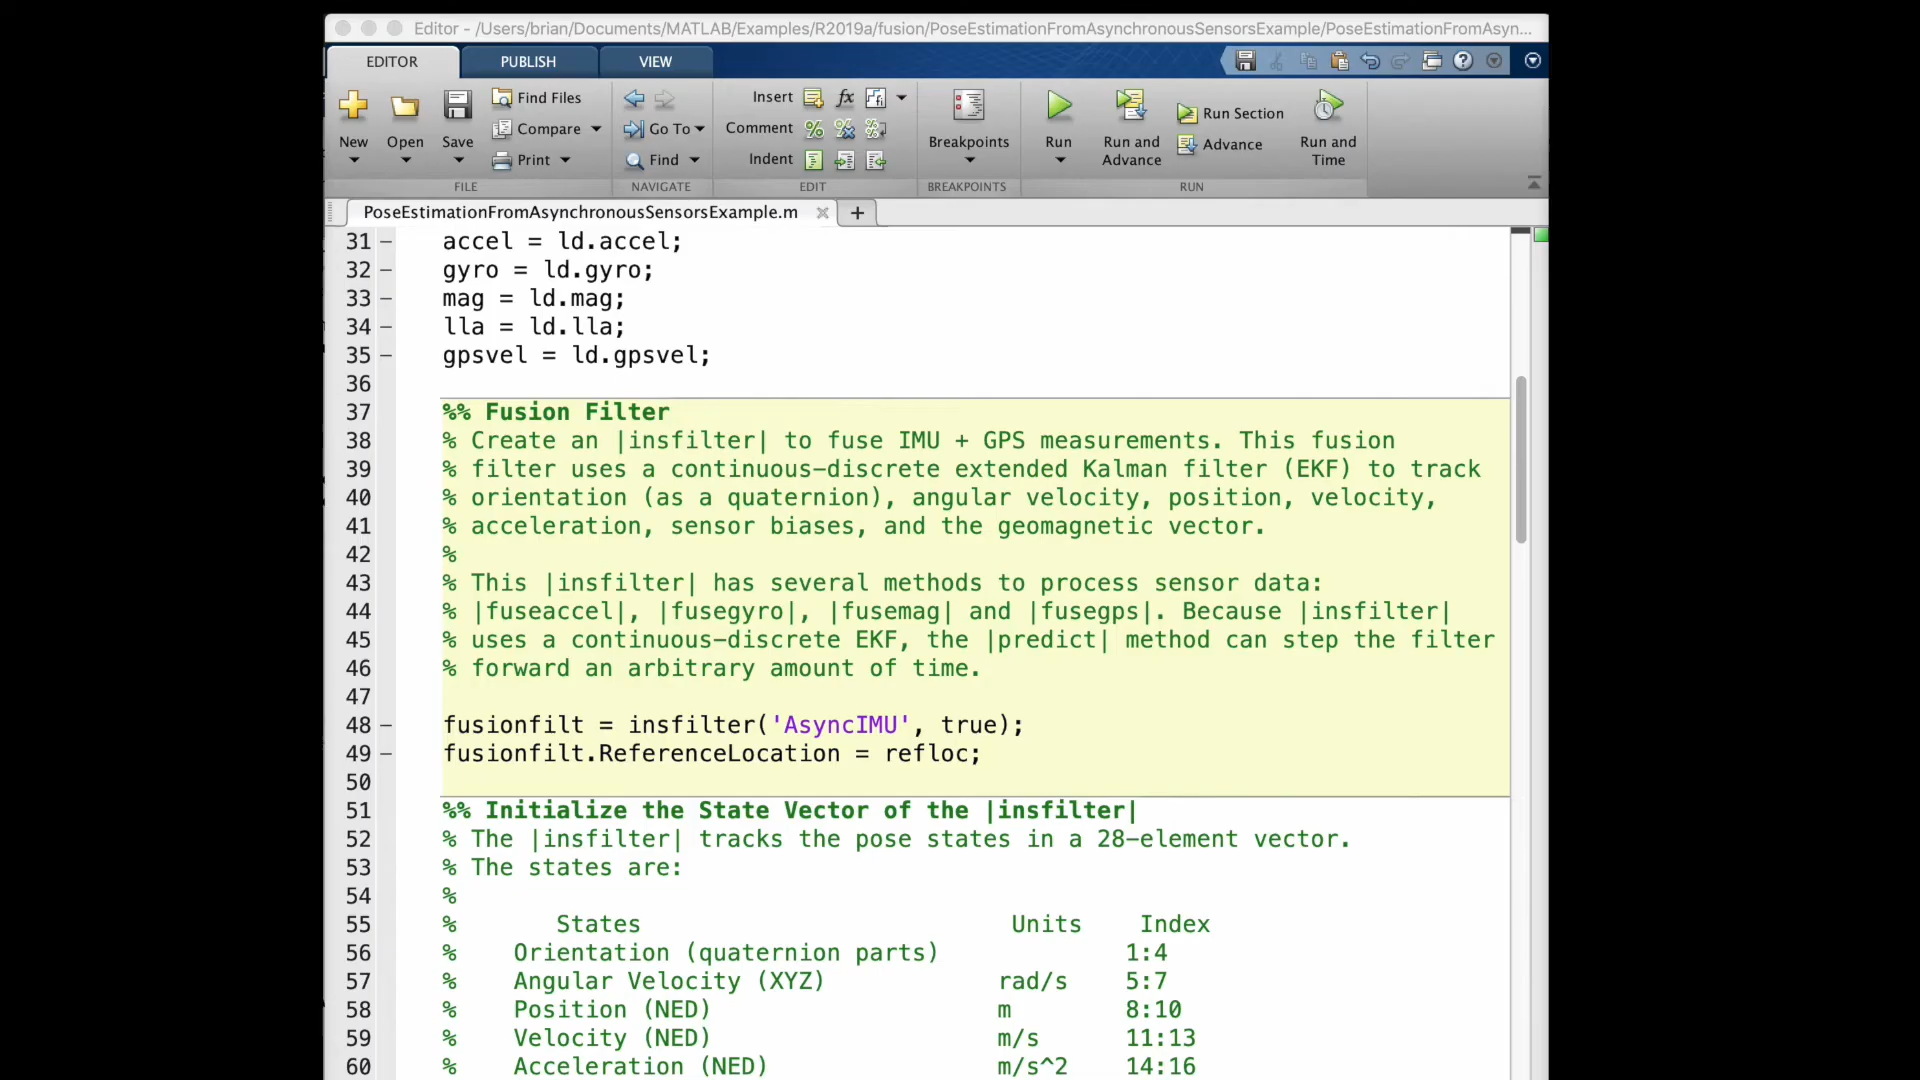 Editor - /Users/brian/Documents/MATLAB/Examples/R2019a/fusion/PoseEstimationFromAsynchronousSensorsExample/PoseEstimationFromAsyn...
EDITOR PUBLISH VIEW
New Open Save Find Files Compare Print
Go To Find
Insert fx
Comment
Indent
Breakpoints
Run Run and Advance Run Section Advance Run and Time
FILE NAVIGATE EDIT BREAKPOINTS RUN
PoseEstimationFromAsynchronousSensorsExample.m
31 – accel = ld.accel;
32 – gyro = ld.gyro;
33 – mag = ld.mag;
34 – lla = ld.lla;
35 – gpsvel = ld.gpsvel;
36
37 %% Fusion Filter
38 % Create an |insfilter| to fuse IMU + GPS measurements. This fusion
39 % filter uses a continuous-discrete extended Kalman filter (EKF) to track
40 % orientation (as a quaternion), angular velocity, position, velocity,
41 % acceleration, sensor biases, and the geomagnetic vector.
42 %
43 % This |insfilter| has several methods to process sensor data:
44 % |fuseaccel|, |fusegyro|, |fusemag| and |fusegps|. Because |insfilter|
45 % uses a continuous-discrete EKF, the |predict| method can step the filter
46 % forward an arbitrary amount of time.
47
48 – fusionfilt = insfilter('AsyncIMU', true);
49 – fusionfilt.ReferenceLocation = refloc;
50
51 %% Initialize the State Vector of the |insfilter|
52 % The |insfilter| tracks the pose states in a 28-element vector.
53 % The states are:
54 %
55 % States Units Index
56 % Orientation (quaternion parts) 1:4
57 % Angular Velocity (XYZ) rad/s 5:7
58 % Position (NED) m 8:10
59 % Velocity (NED) m/s 11:13
60 % Acceleration (NED) m/s^2 14:16